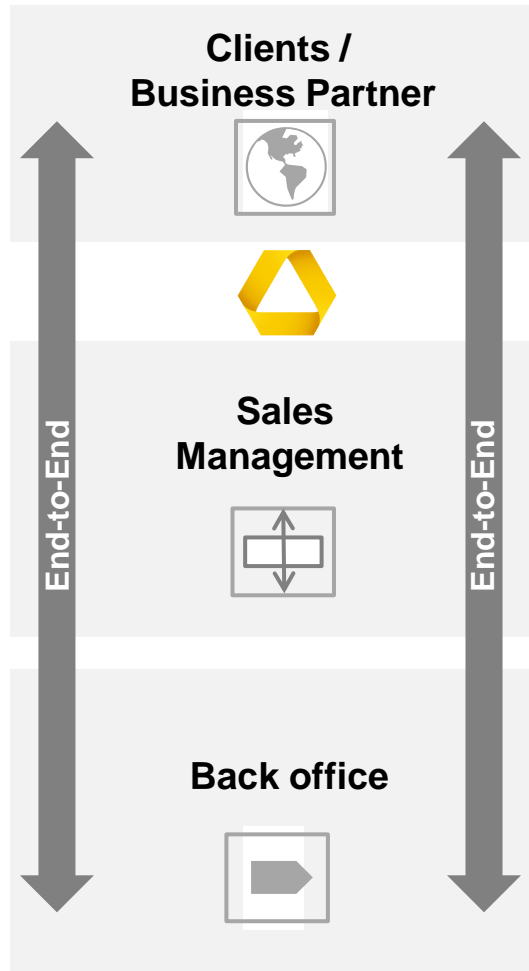 Clients /
Business Partner
Sales
Management
End-to-End
End-to-End
Back office